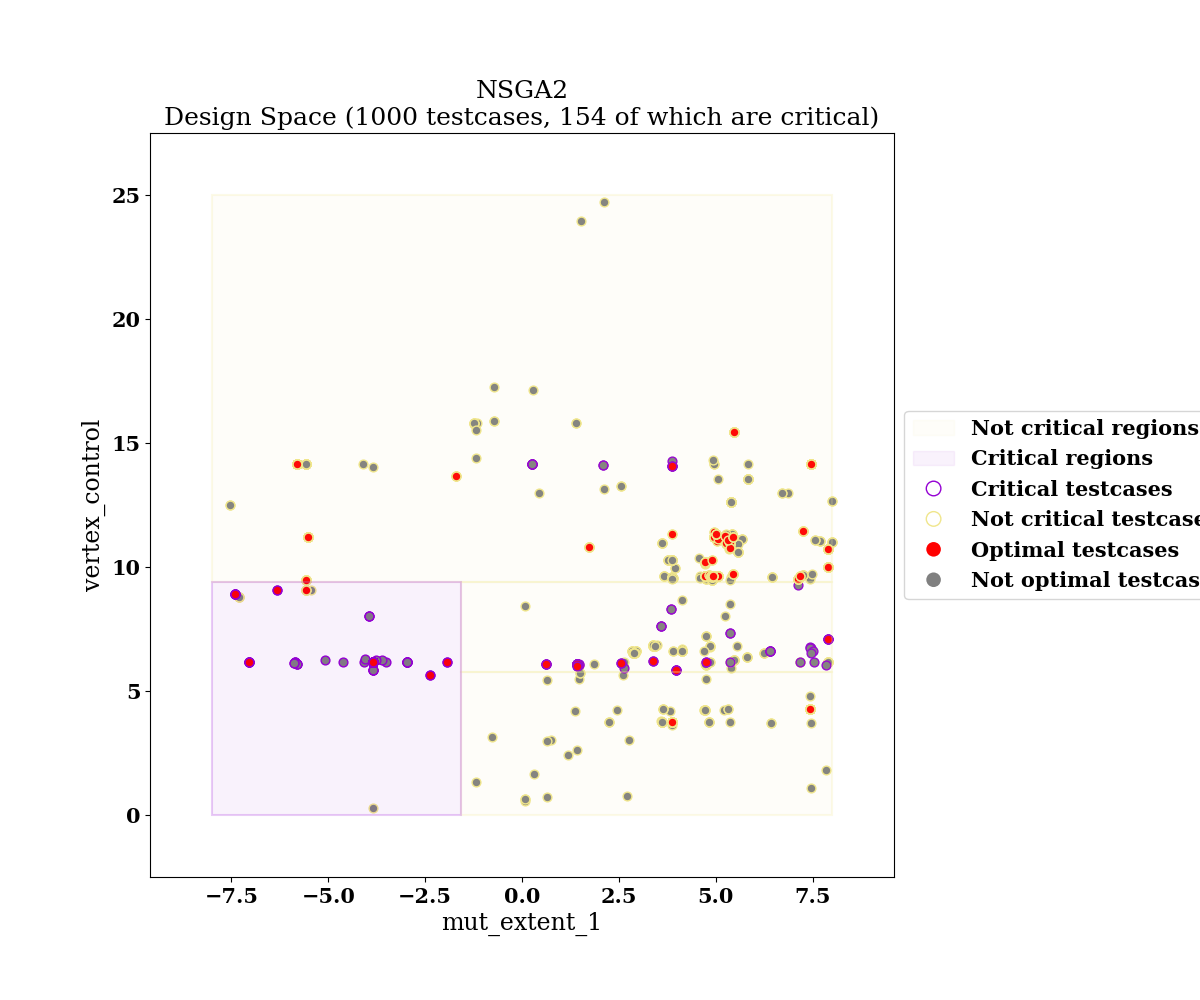 NSGA2
Design Space (1000 testcases, 154 of which are critical)
25
20
15
10
5
0
vertex_control
−7.5 −5.0 −2.5 0.0 2.5 5.0 7.5
mut_extent_1
Not critical regions
Critical regions
Critical testcases
Not critical testcase
Optimal testcases
Not optimal testcas